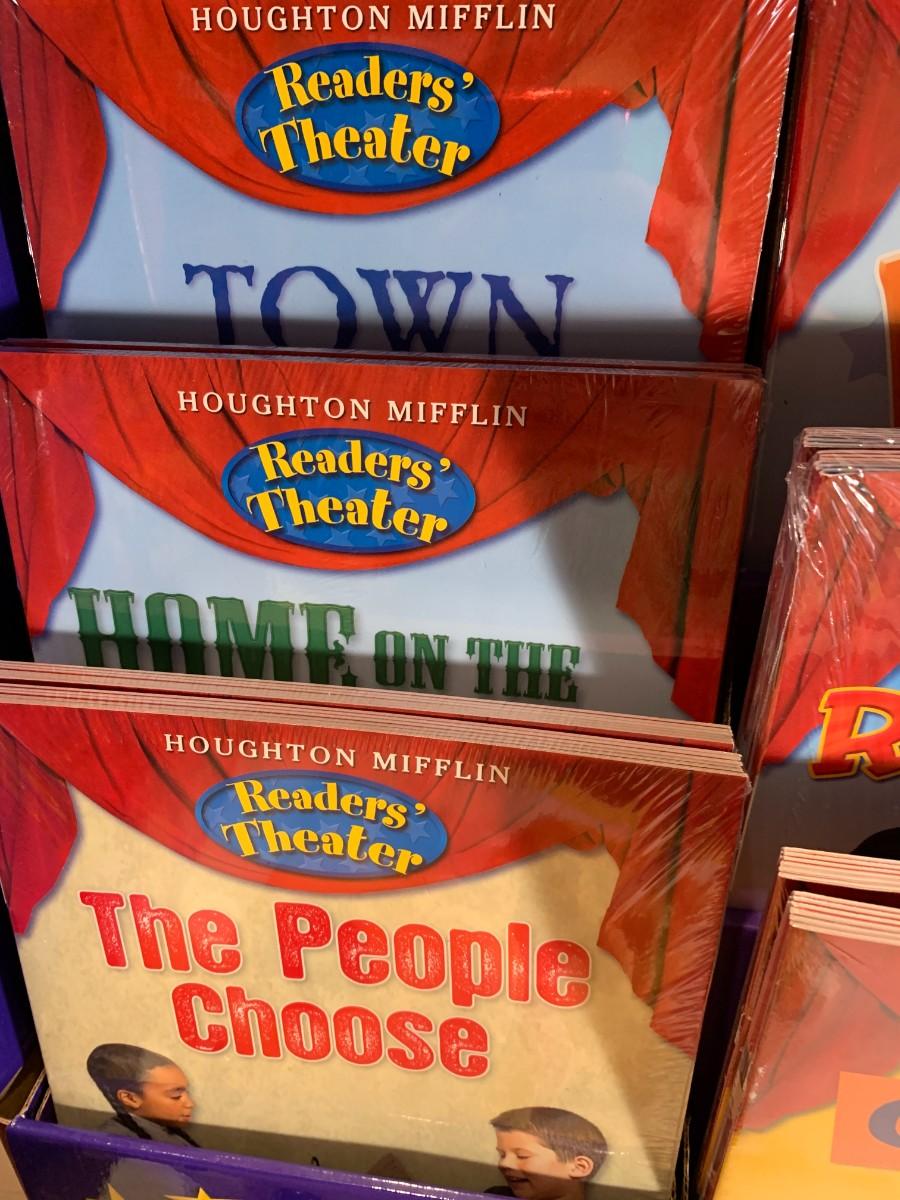 HOUGHTON MIFFLIN
Readers'
Theater
TOWN
HOUGHTON MIFFLIN
Readers'
Theater
HOME ON THE
HOUGHTON MIFFLIN
Readers'
Theater
The People
Choose
R